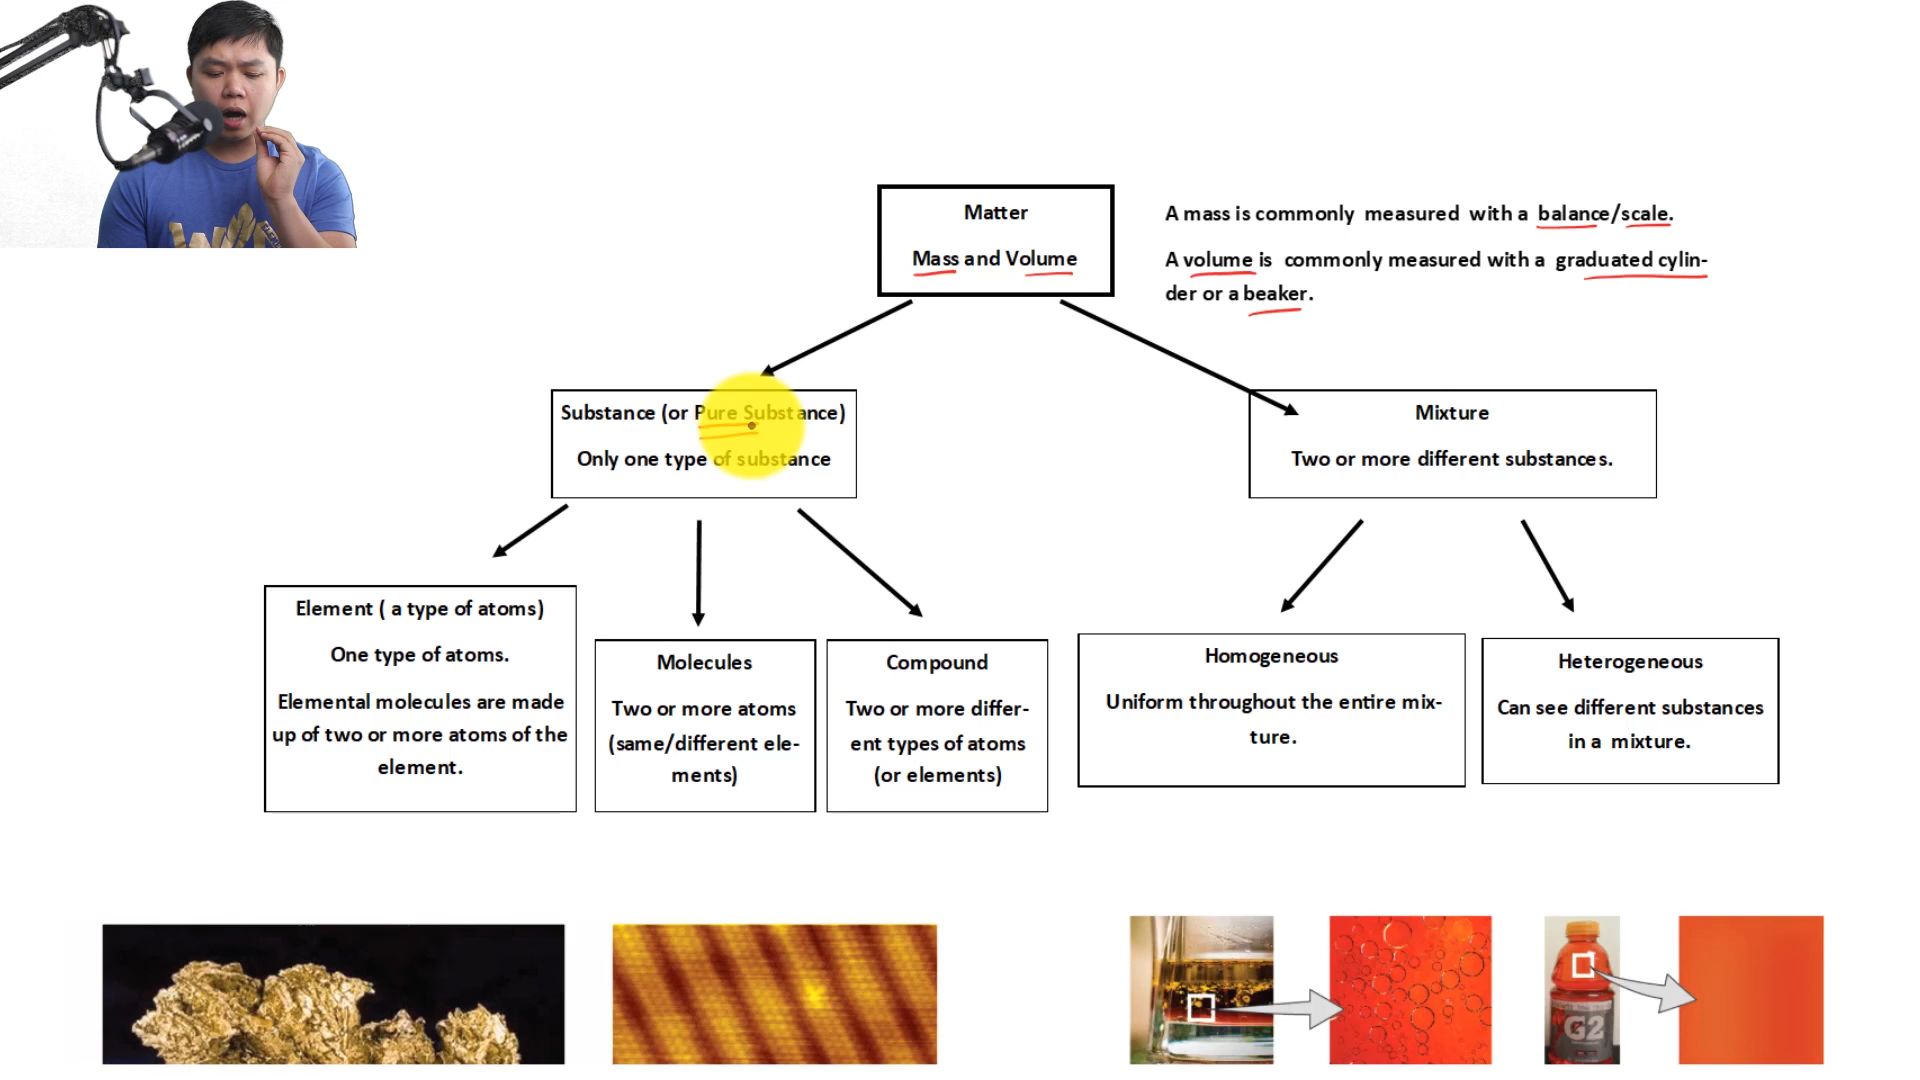 Matter
Mass and Volume
A mass is commonly measured with a balance/scale.
A volume is commonly measured with a graduated cylin-
der or a beaker.
Substance (or Pure Substance)
Only one type of substance
Mixture
Two or more different substances.
Element ( a type of atoms)
One type of atoms.
Elemental molecules are made
up of two or more atoms of the
element.
Molecules
Two or more atoms
(same/different ele-
ments)
Compound
Two or more differ-
ent types of atoms
(or elements)
Homogeneous
Uniform throughout the entire mix-
ture.
Heterogeneous
Can see different substances
in a mixture.
G2